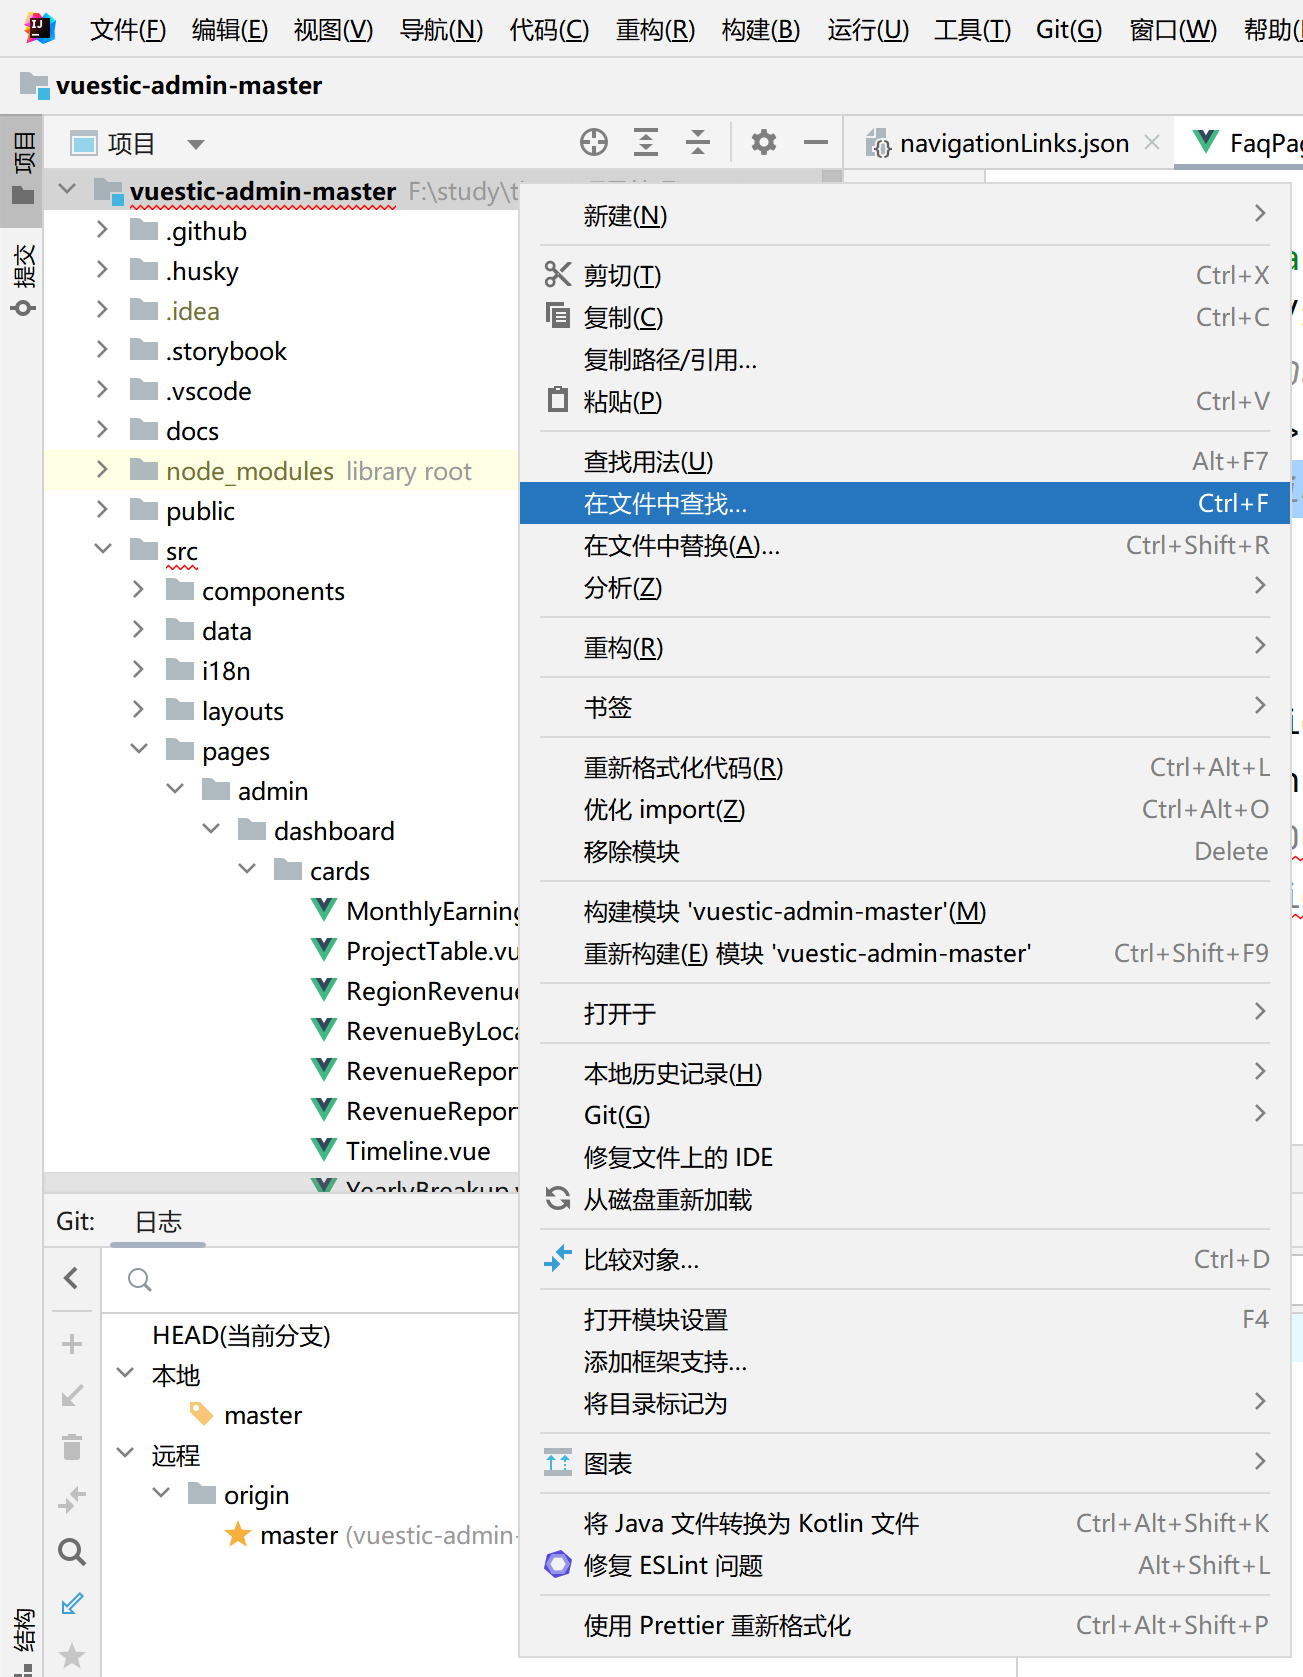 文件(F) 编辑(E) 视图(V) 导航(N) 代码(C) 重构(R) 构建(B) 运行(U) 工具(T) Git(G) 窗口(W) 帮助(
vuestic-admin-master
项目
提交
结构
项目
navigationLinks.json
FaqPag
vuestic-admin-master F:\study\t
.github
.husky
.idea
.storybook
.vscode
docs
node_modules library root
public
src
components
data
i18n
layouts
pages
admin
dashboard
cards
MonthlyEarning
ProjectTable.vu
RegionRevenue
RevenueByLoca
RevenueRepor
RevenueRepor
Timeline.vue
YearlyBreakup.v
Git: 日志
HEAD(当前分支)
本地
master
远程
origin
master (vuestic-admin-
新建(N)
剪切(T) Ctrl+X
复制(C) Ctrl+C
复制路径/引用...
粘贴(P) Ctrl+V
查找用法(U) Alt+F7
在文件中查找... Ctrl+F
在文件中替换(A)... Ctrl+Shift+R
分析(Z)
重构(R)
书签
重新格式化代码(R) Ctrl+Alt+L
优化 import(Z) Ctrl+Alt+O
移除模块 Delete
构建模块 'vuestic-admin-master'(M)
重新构建(E) 模块 'vuestic-admin-master' Ctrl+Shift+F9
打开于
本地历史记录(H)
Git(G)
修复文件上的 IDE
从磁盘重新加载
比较对象... Ctrl+D
打开模块设置 F4
添加框架支持...
将目录标记为
图表
将 Java 文件转换为 Kotlin 文件 Ctrl+Alt+Shift+K
修复 ESLint 问题 Alt+Shift+L
使用 Prettier 重新格式化 Ctrl+Alt+Shift+P